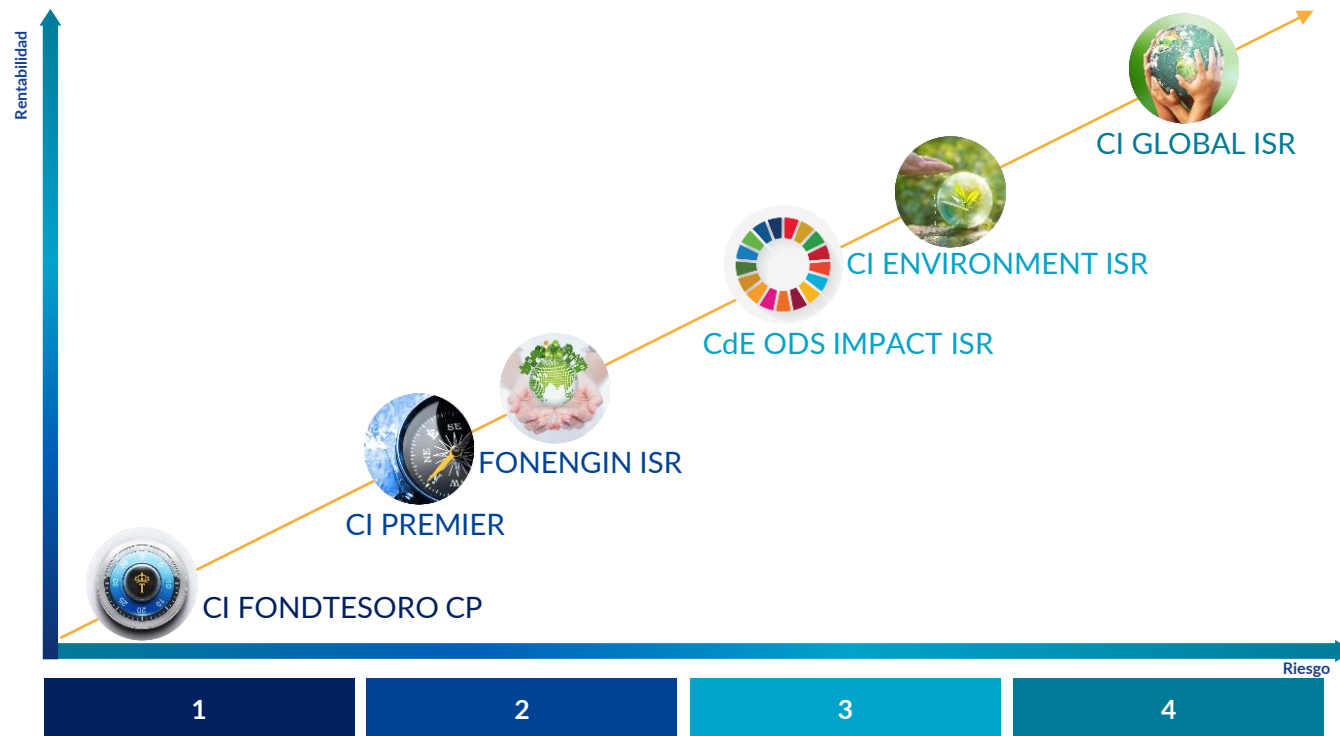 Rentabilidad
CI GLOBAL ISR
CI ENVIRONMENT ISR
CdE ODS IMPACT ISR
FONENGIN ISR
CI PREMIER
CI FONDTESORO CP
Riesgo
1
2
3
4